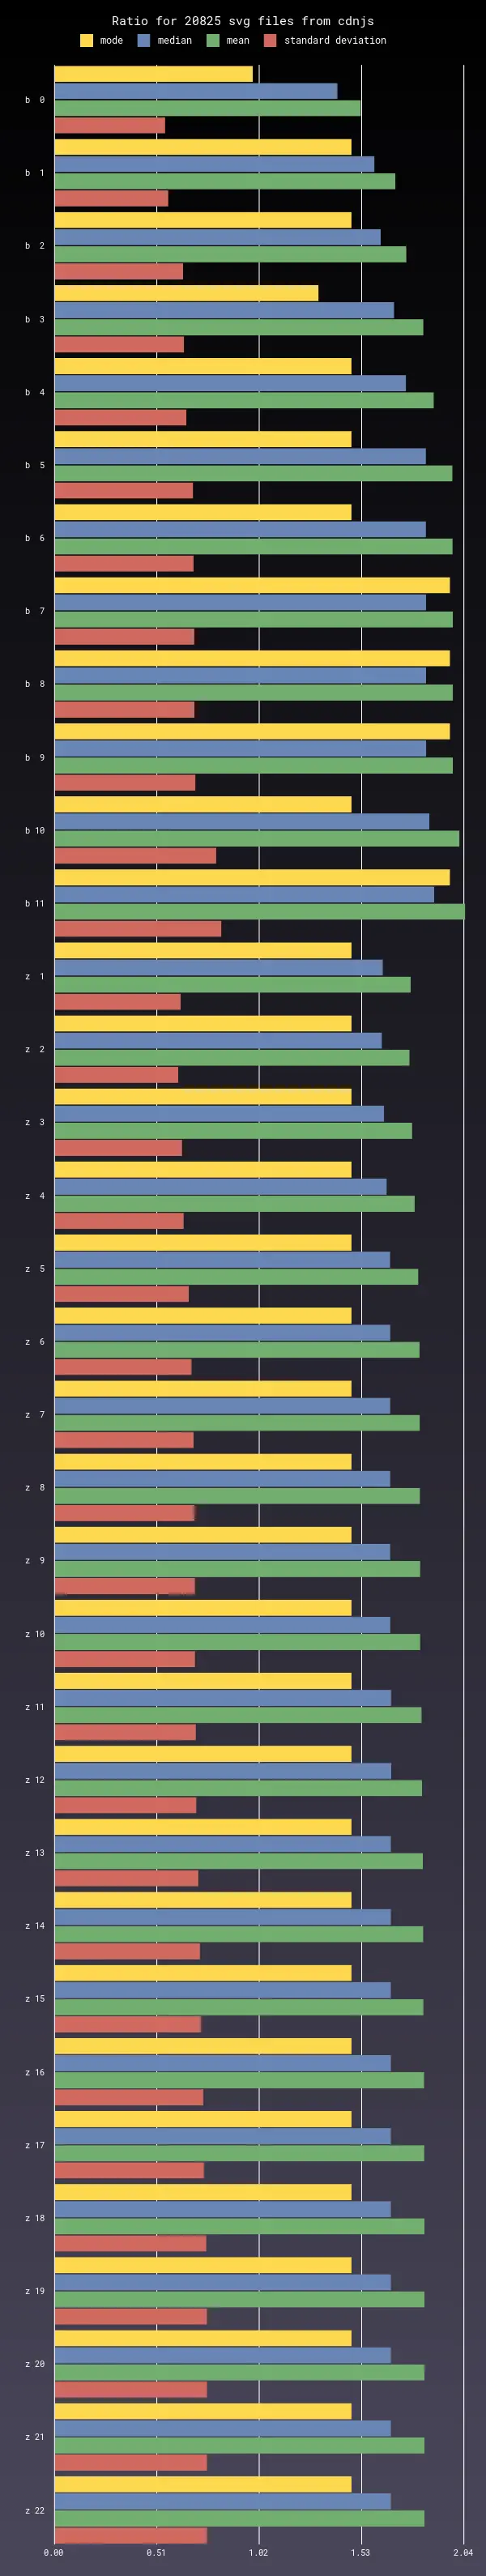 Ratio for 20825 svg files from cdnjs
mode median mean standard deviation
b 0
b 1
b 2
b 3
b 4
b 5
b 6
b 7
b 8
b 9
b 10
b 11
z 1
z 2
z 3
z 4
z 5
z 6
z 7
z 8
z 9
z 10
z 11
z 12
z 13
z 14
z 15
z 16
z 17
z 18
z 19
z 20
z 21
z 22
0.00 0.51 1.02 1.53 2.04